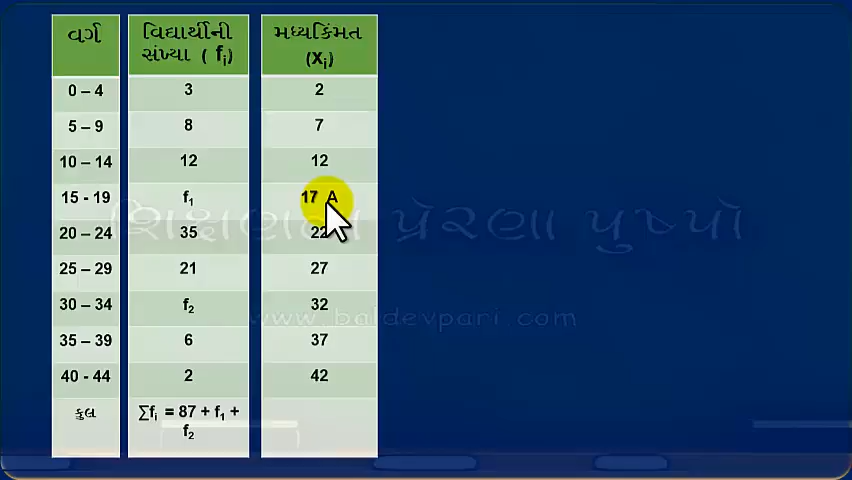 વર્ગ વિદ્યાર્થીની સંખ્યા ( fi) મધ્યકિંમત (xi)
0 – 4 3 2
5 – 9 8 7
10 – 14 12 12
15 - 19 f1 17 A
20 – 24 35 22
25 – 29 21 27
30 – 34 f2 32
35 – 39 6 37
40 - 44 2 42
કુલ ∑fi = 87 + f1 + f2
શિક્ષણના પ્રેરણા પુષ્પો
www.baldevpari.com